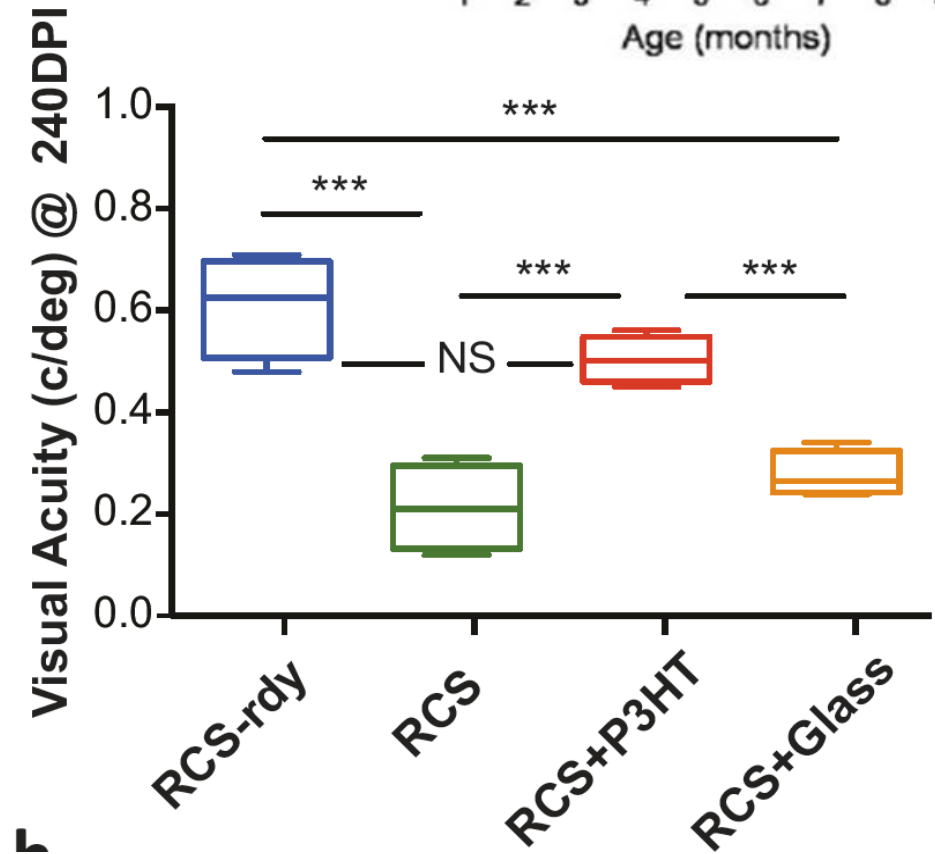 Age (months)
Visual Acuity (c/deg) @ 240DPI
1.0
0.8
0.6
0.4
0.2
0.0
***
***
***
***
NS
RCS-rdy
RCS
RCS+P3HT
RCS+Glass